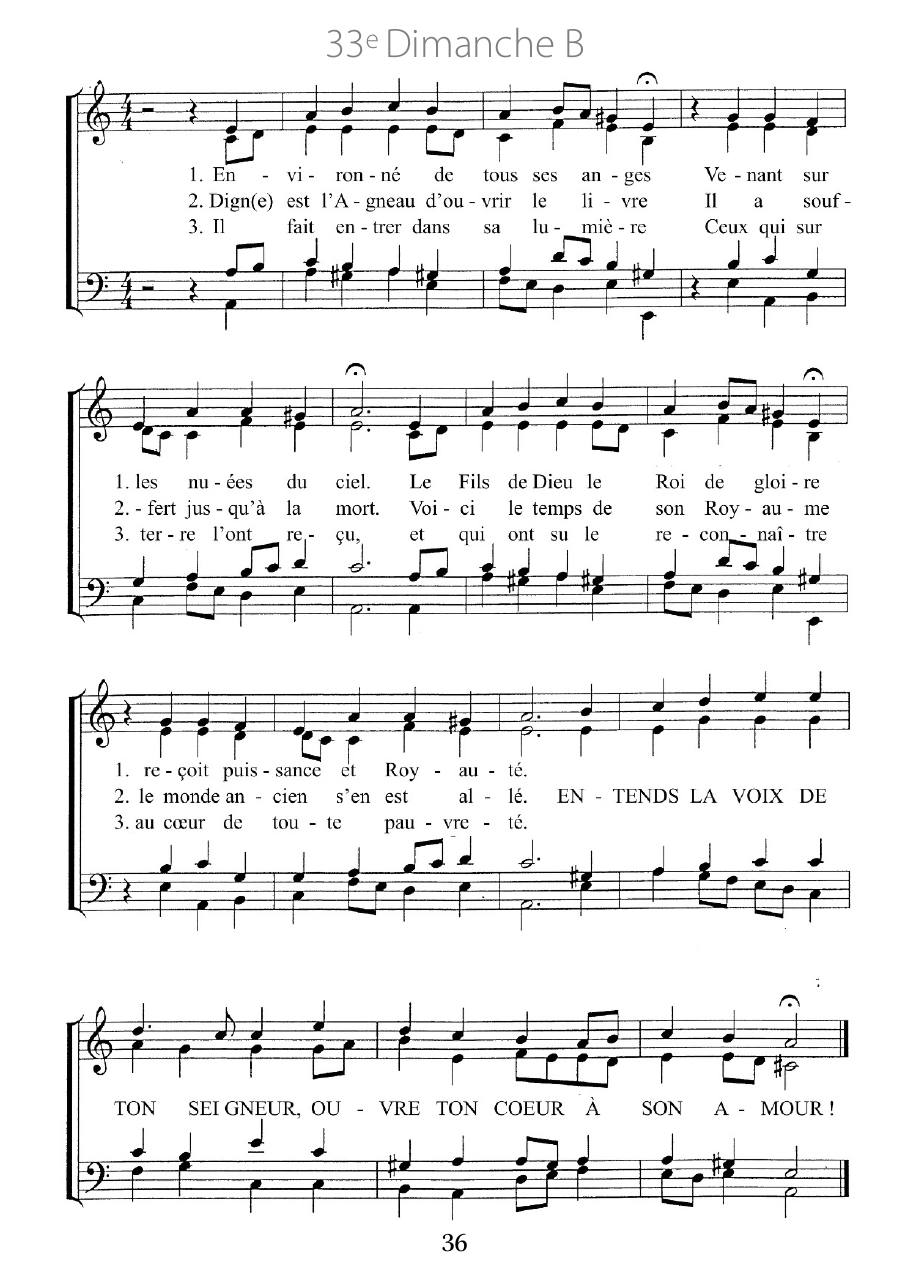 33e Dimanche B
1. En - vi - ron - né de tous ses an - ges Ve - nant sur
2. Dign(e) est l'A - gneau d'ou - vrir le li - vre Il a souf -
3. Il fait en - trer dans sa lu - miè - re Ceux qui sur
1. les nu - ées du ciel. Le Fils de Dieu le Roi de gloi - re
2. - fert jus - qu'à la mort. Voi - ci le temps de son Roy - au - me
3. ter - re l'ont re - çu, et qui ont su le re - con - naî - tre
1. re - çoit puis - sance et Roy - au - té.
2. le monde an - cien s'en est al - lé. EN - TENDS LA VOIX DE
3. au cœur de tou - te pau - vre - té.
TON SEI GNEUR, OU - VRE TON COEUR À SON A - MOUR !
36